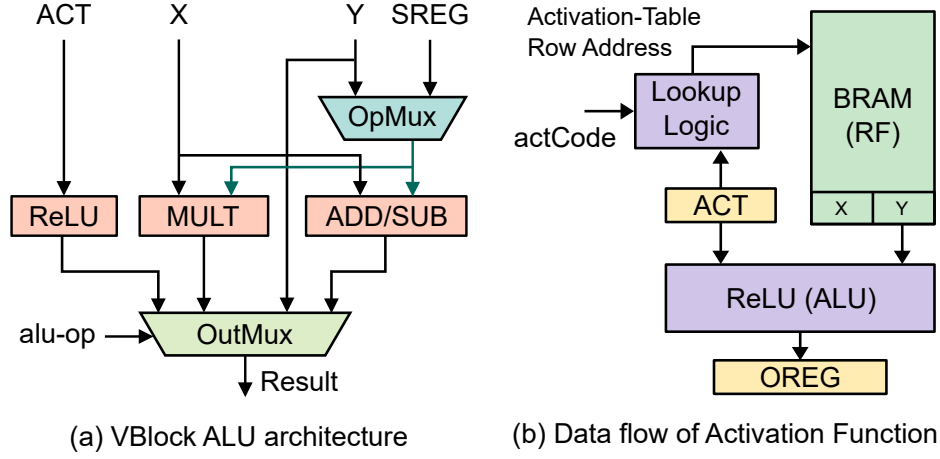 ACT
X
Y
SREG
OpMux
ReLU
MULT
ADD/SUB
alu-op
OutMux
Result
(a) VBlock ALU architecture
Activation-Table
Row Address
Lookup
Logic
actCode
BRAM
(RF)
ACT
X
Y
ReLU (ALU)
OREG
(b) Data flow of Activation Function